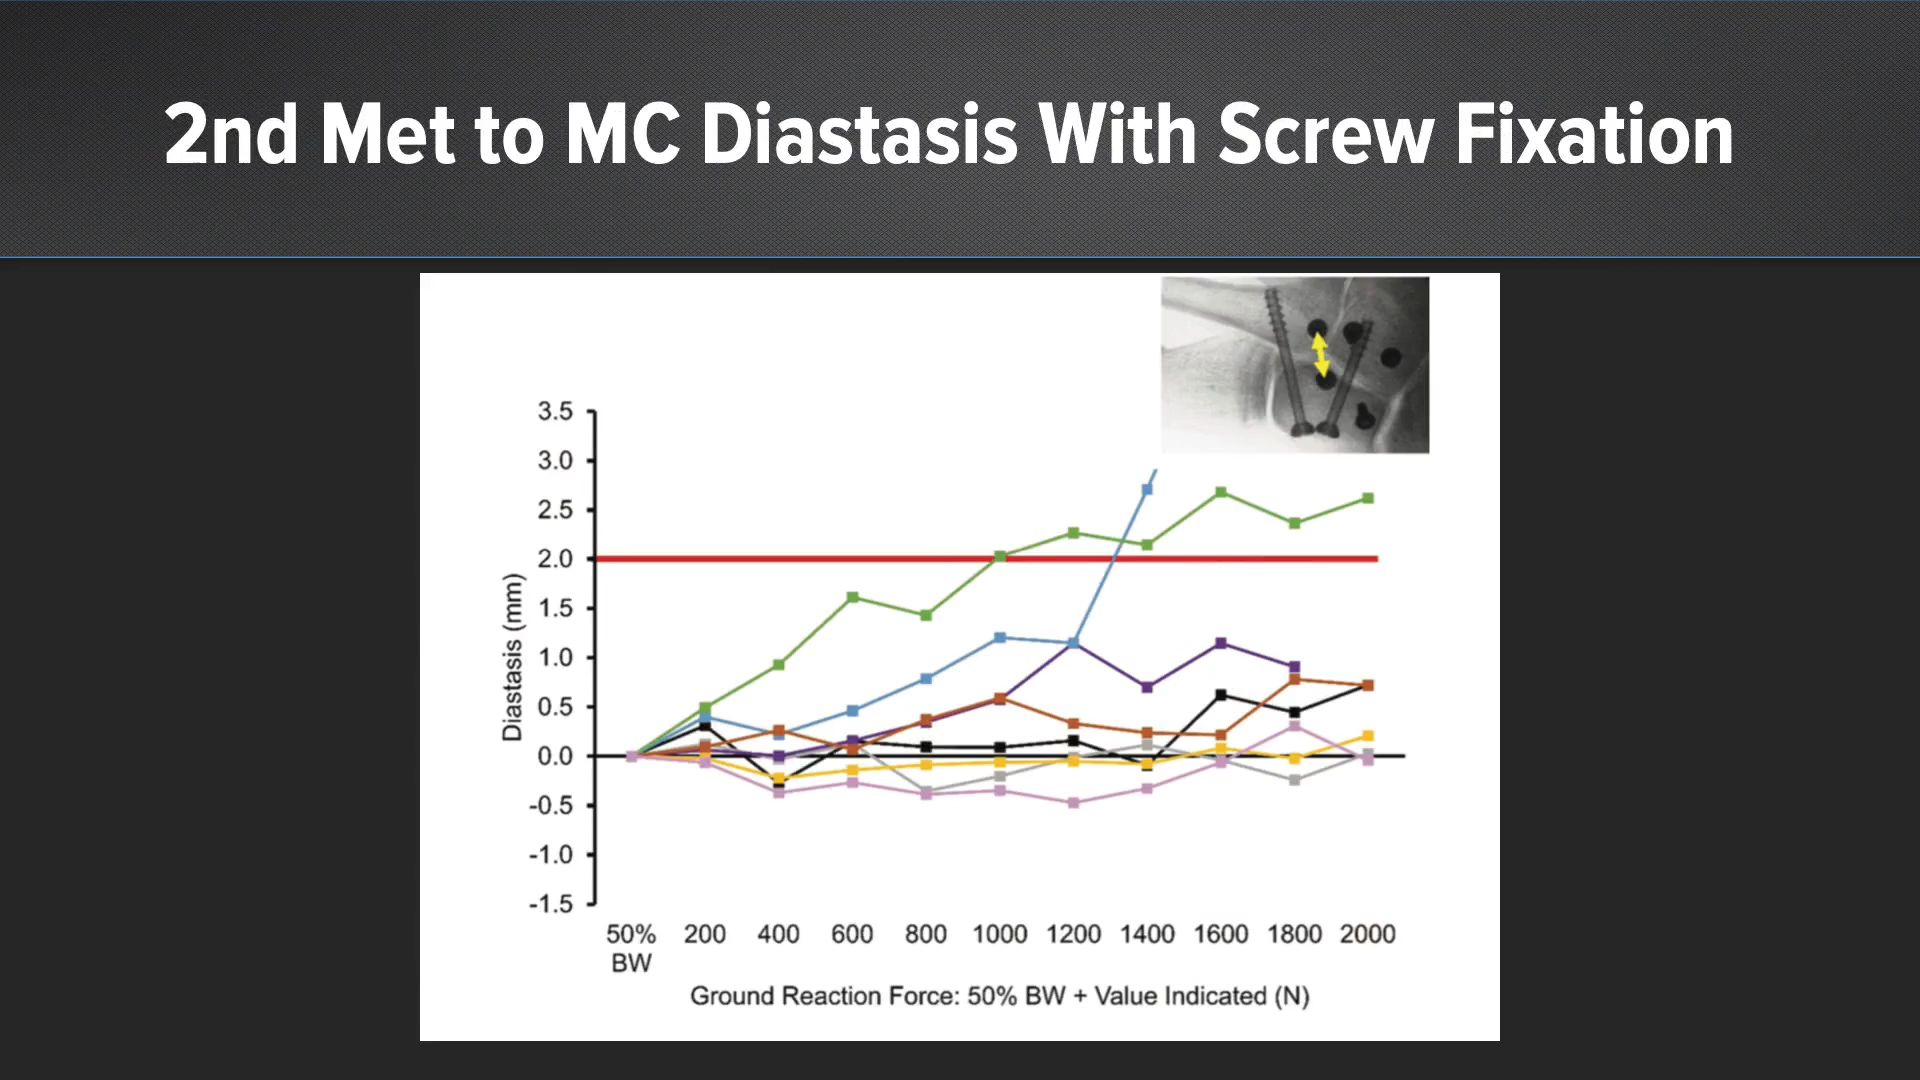 2nd Met to MC Diastasis With Screw Fixation
3.5
3.0
2.5
2.0
1.5
1.0
0.5
0.0
-0.5
-1.0
-1.5
Diastasis (mm)
50% 200 400 600 800 1000 1200 1400 1600 1800 2000
BW
Ground Reaction Force: 50% BW + Value Indicated (N)